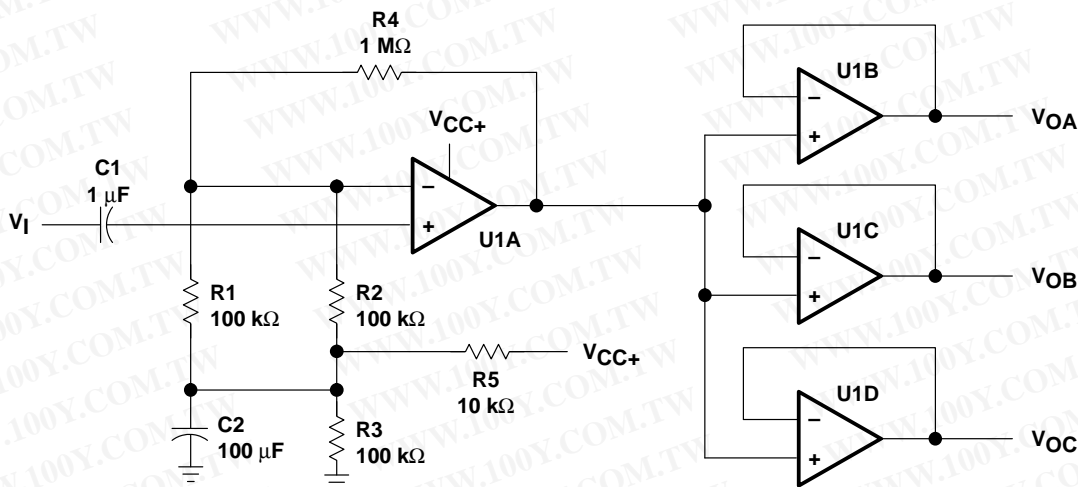 R4
1 MΩ
VCC+
C1
1 μF
VI
−
+
U1A
R1
100 kΩ
R2
100 kΩ
R5
10 kΩ
VCC+
C2
100 μF
R3
100 kΩ
U1B
−
+
VOA
U1C
−
+
VOB
U1D
−
+
VOC
WWW.100Y.COM.TW